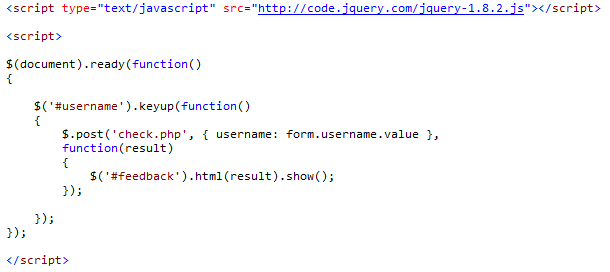 <script type="text/javascript" src="http://code.jquery.com/jquery-1.8.2.js"></script>
<script>
$(document).ready(function()
{
$('#username').keyup(function()
{
$.post('check.php', { username: form.username.value },
function(result)
{
$('#feedback').html(result).show();
});
});
});
</script>